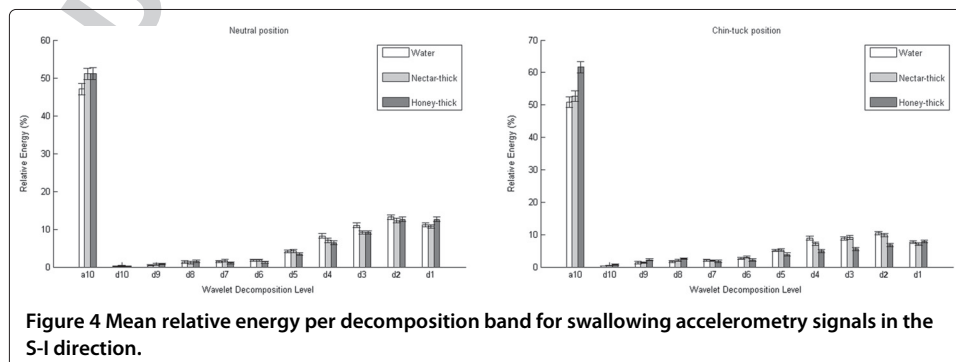 Neutral position
60
50
40
30
20
10
0
Relative Energy (%)
Water
Nectar-thick
Honey-thick
a10 d10 d9 d8 d7 d6 d5 d4 d3 d2 d1
Wavelet Decomposition Level
Chin-tuck position
70
60
50
40
30
20
10
0
Relative Energy (%)
Water
Nectar-thick
Honey-thick
a10 d10 d9 d8 d7 d6 d5 d4 d3 d2 d1
Wavelet Decomposition Level
Figure 4 Mean relative energy per decomposition band for swallowing accelerometry signals in the
S-I direction.